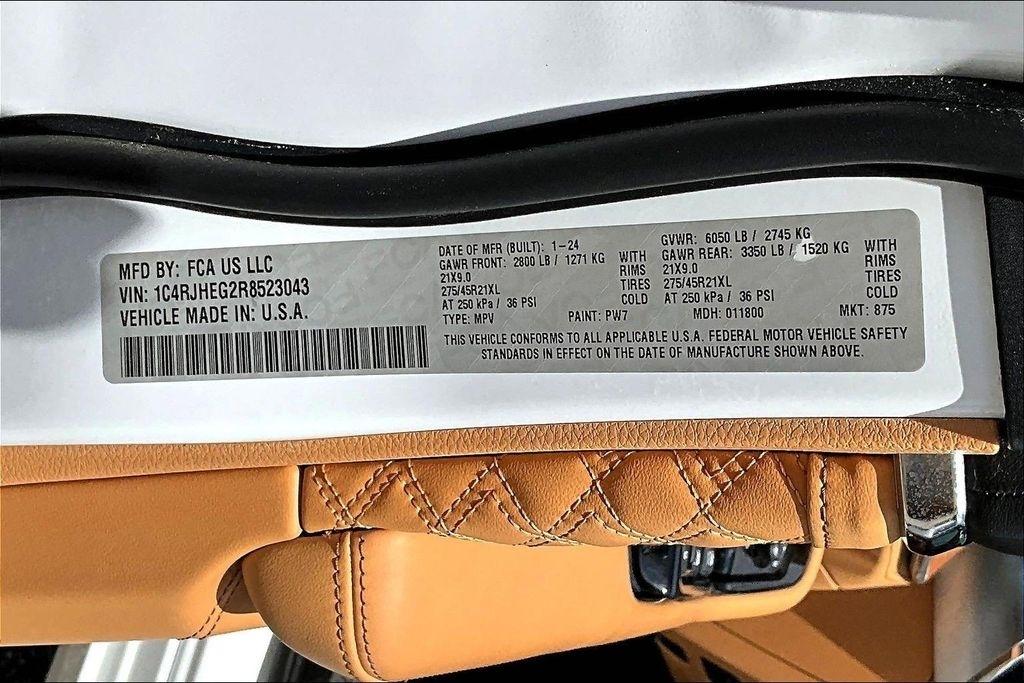 MFD BY: FCA US LLC
VIN: 1C4RJHEG2R8523043
VEHICLE MADE IN: U.S.A.
DATE OF MFR (BUILT): 1-24
GAWR FRONT: 2800 LB / 1271 KG WITH
21X9.0 RIMS
275/45R21XL TIRES
AT 250 kPa / 36 PSI COLD
TYPE: MPV PAINT: PW7
GVWR: 6050 LB / 2745 KG
GAWR REAR: 3350 LB / 1520 KG WITH
21X9.0 RIMS
275/45R21XL TIRES
AT 250 kPa / 36 PSI COLD
MDH: 011800 MKT: 875
THIS VEHICLE CONFORMS TO ALL APPLICABLE U.S.A. FEDERAL MOTOR VEHICLE SAFETY
STANDARDS IN EFFECT ON THE DATE OF MANUFACTURE SHOWN ABOVE.